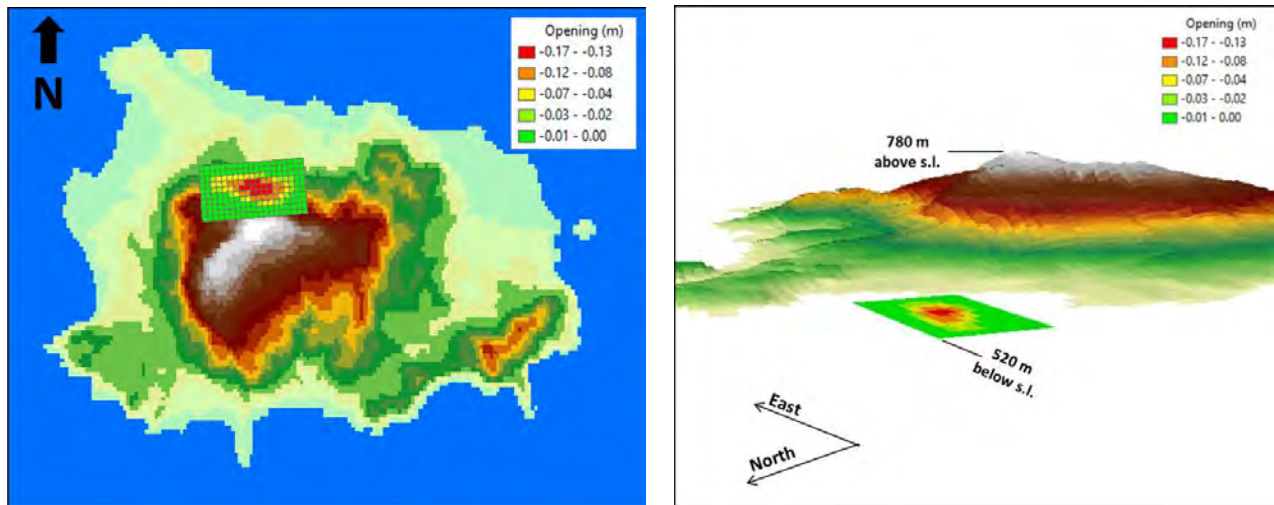 N
Opening (m)
-0.17 - -0.13
-0.12 - -0.08
-0.07 - -0.04
-0.03 - -0.02
-0.01 - 0.00
Opening (m)
-0.17 - -0.13
-0.12 - -0.08
-0.07 - -0.04
-0.03 - -0.02
-0.01 - 0.00
780 m
above s.l.
520 m
below s.l.
East
North